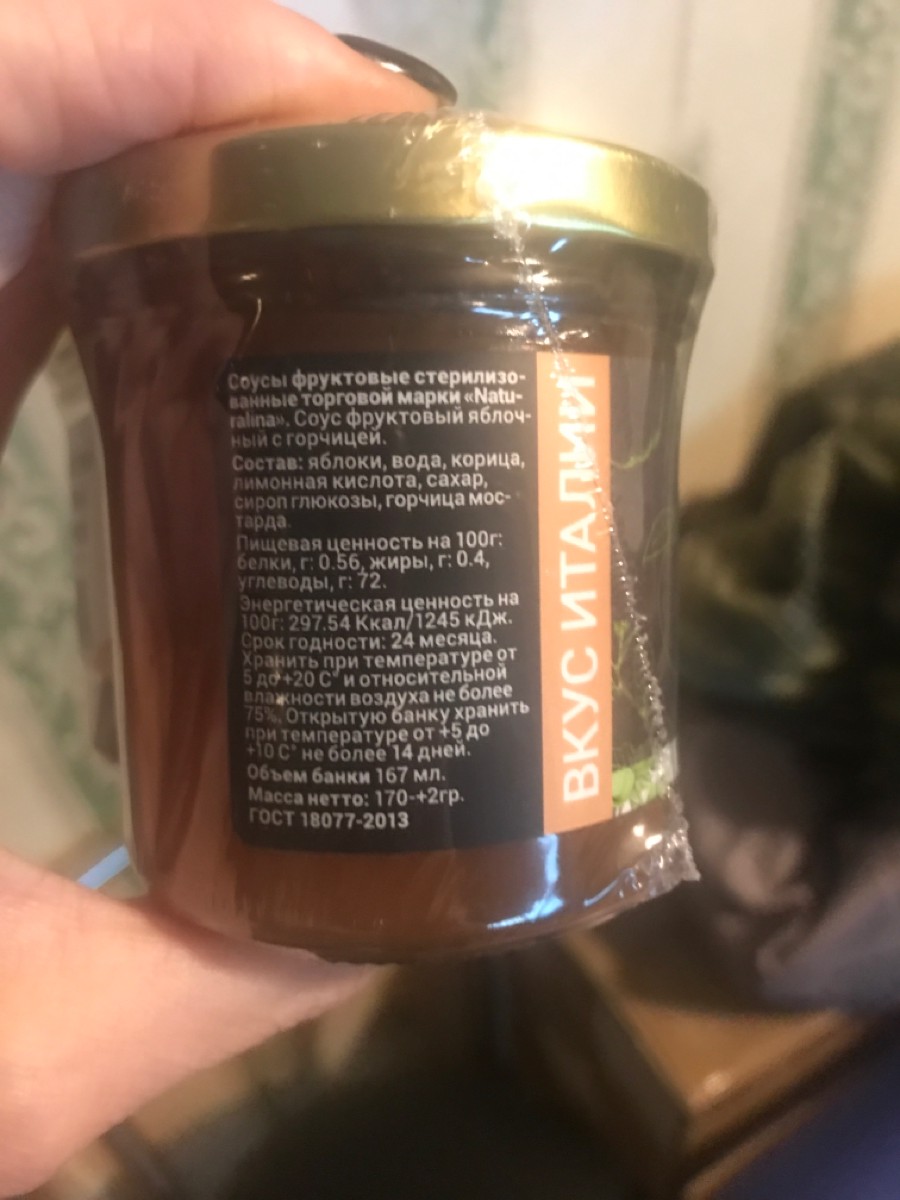 Соусы фруктовые стерилизо-
ванные торговой марки «Natu-
ralina». Соус фруктовый яблоч-
ный с горчицей.
Состав: яблоки, вода, корица,
лимонная кислота, сахар,
сироп глюкозы, горчица мос-
тарда.
Пищевая ценность на 100г:
белки, г: 0.56, жиры, г: 0.4,
углеводы, г: 72.
Энергетическая ценность на
100г: 297.54 Ккал/1245 кДж.
Срок годности: 24 месяца.
Хранить при температуре от
5 до +20 С° и относительной
влажности воздуха не более
75%. Открытую банку хранить
при температуре от +5 до
+10 С° не более 14 дней.
Объем банки 167 мл.
Масса нетто: 170-+2гр.
ГОСТ 18077-2013
ВКУС ИТАЛИИ